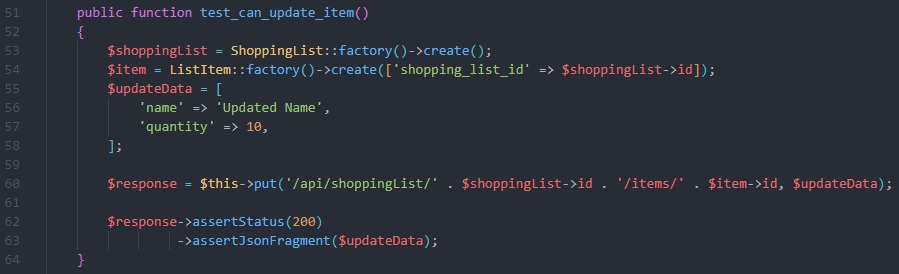 51 public function test_can_update_item()
52 {
53 $shoppingList = ShoppingList::factory()->create();
54 $item = ListItem::factory()->create(['shopping_list_id' => $shoppingList->id]);
55 $updateData = [
56 'name' => 'Updated Name',
57 'quantity' => 10,
58 ];
59
60 $response = $this->put('/api/shoppingList/' . $shoppingList->id . '/items/' . $item->id, $updateData);
61
62 $response->assertStatus(200)
63 ->assertJsonFragment($updateData);
64 }